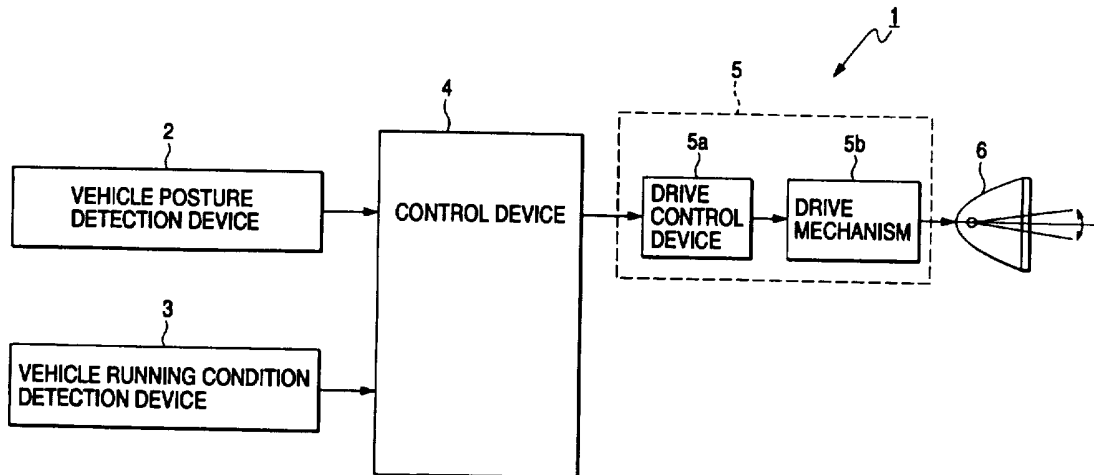 1
5
4
2
5a
5b
6
VEHICLE POSTURE
DETECTION DEVICE
CONTROL DEVICE
DRIVE
CONTROL
DEVICE
DRIVE
MECHANISM
3
VEHICLE RUNNING CONDITION
DETECTION DEVICE